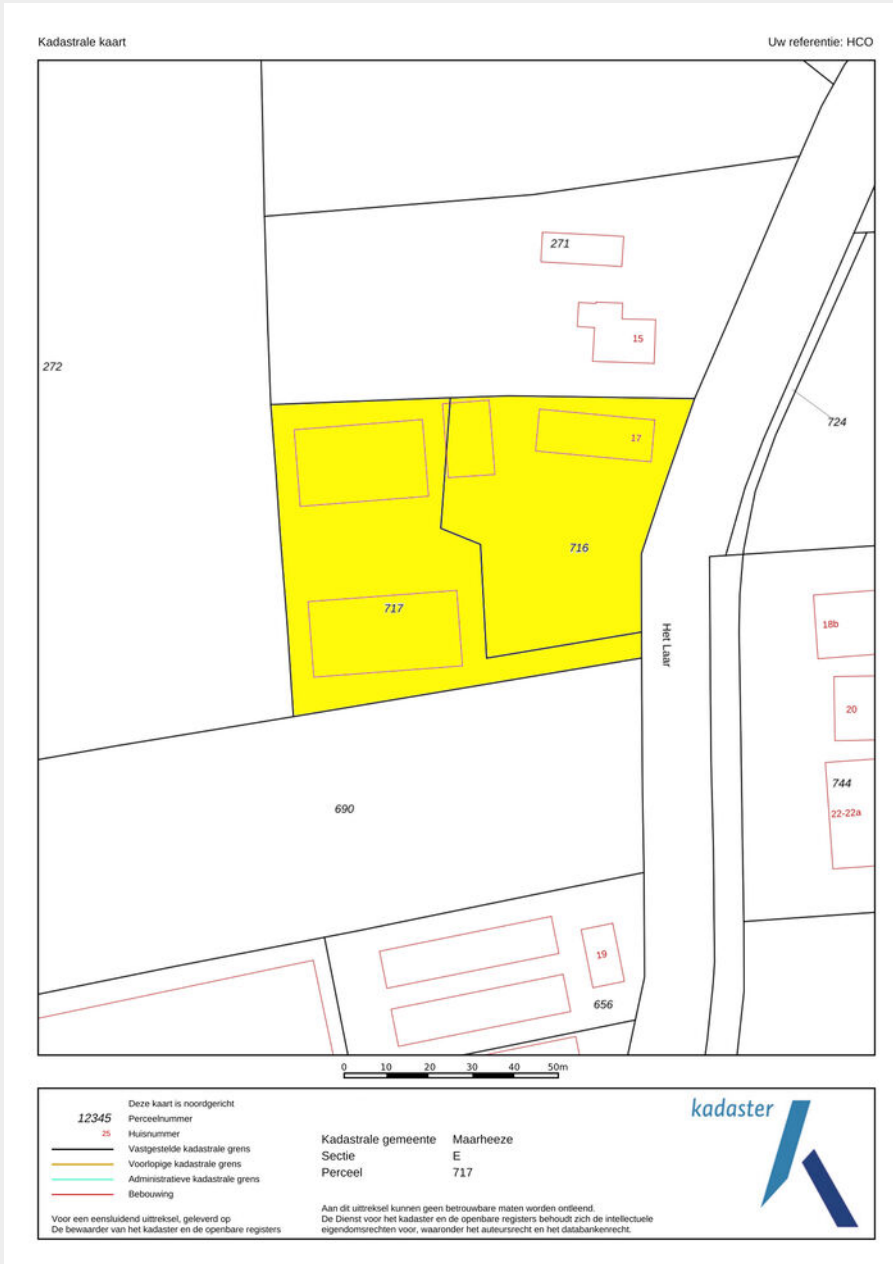 Kadastrale kaart
Uw referentie: HCO
271
15
272
724
17
716
717
18b
Het Laar
20
744
690
22-22a
19
656
0 10 20 30 40 50m
Deze kaart is noordgericht
12345 Perceelnummer
25 Huisnummer
Vastgestelde kadastrale grens
Voorlopige kadastrale grens
Administratieve kadastrale grens
Bebouwing
Voor een eensluidend uittreksel, geleverd op
De bewaarder van het kadaster en de openbare registers
Kadastrale gemeente Maarheeze
Sectie E
Perceel 717
Aan dit uittreksel kunnen geen betrouwbare maten worden ontleend.
De Dienst voor het kadaster en de openbare registers behoudt zich de intellectuele
eigendomsrechten voor, waaronder het auteursrecht en het databankenrecht.
kadaster